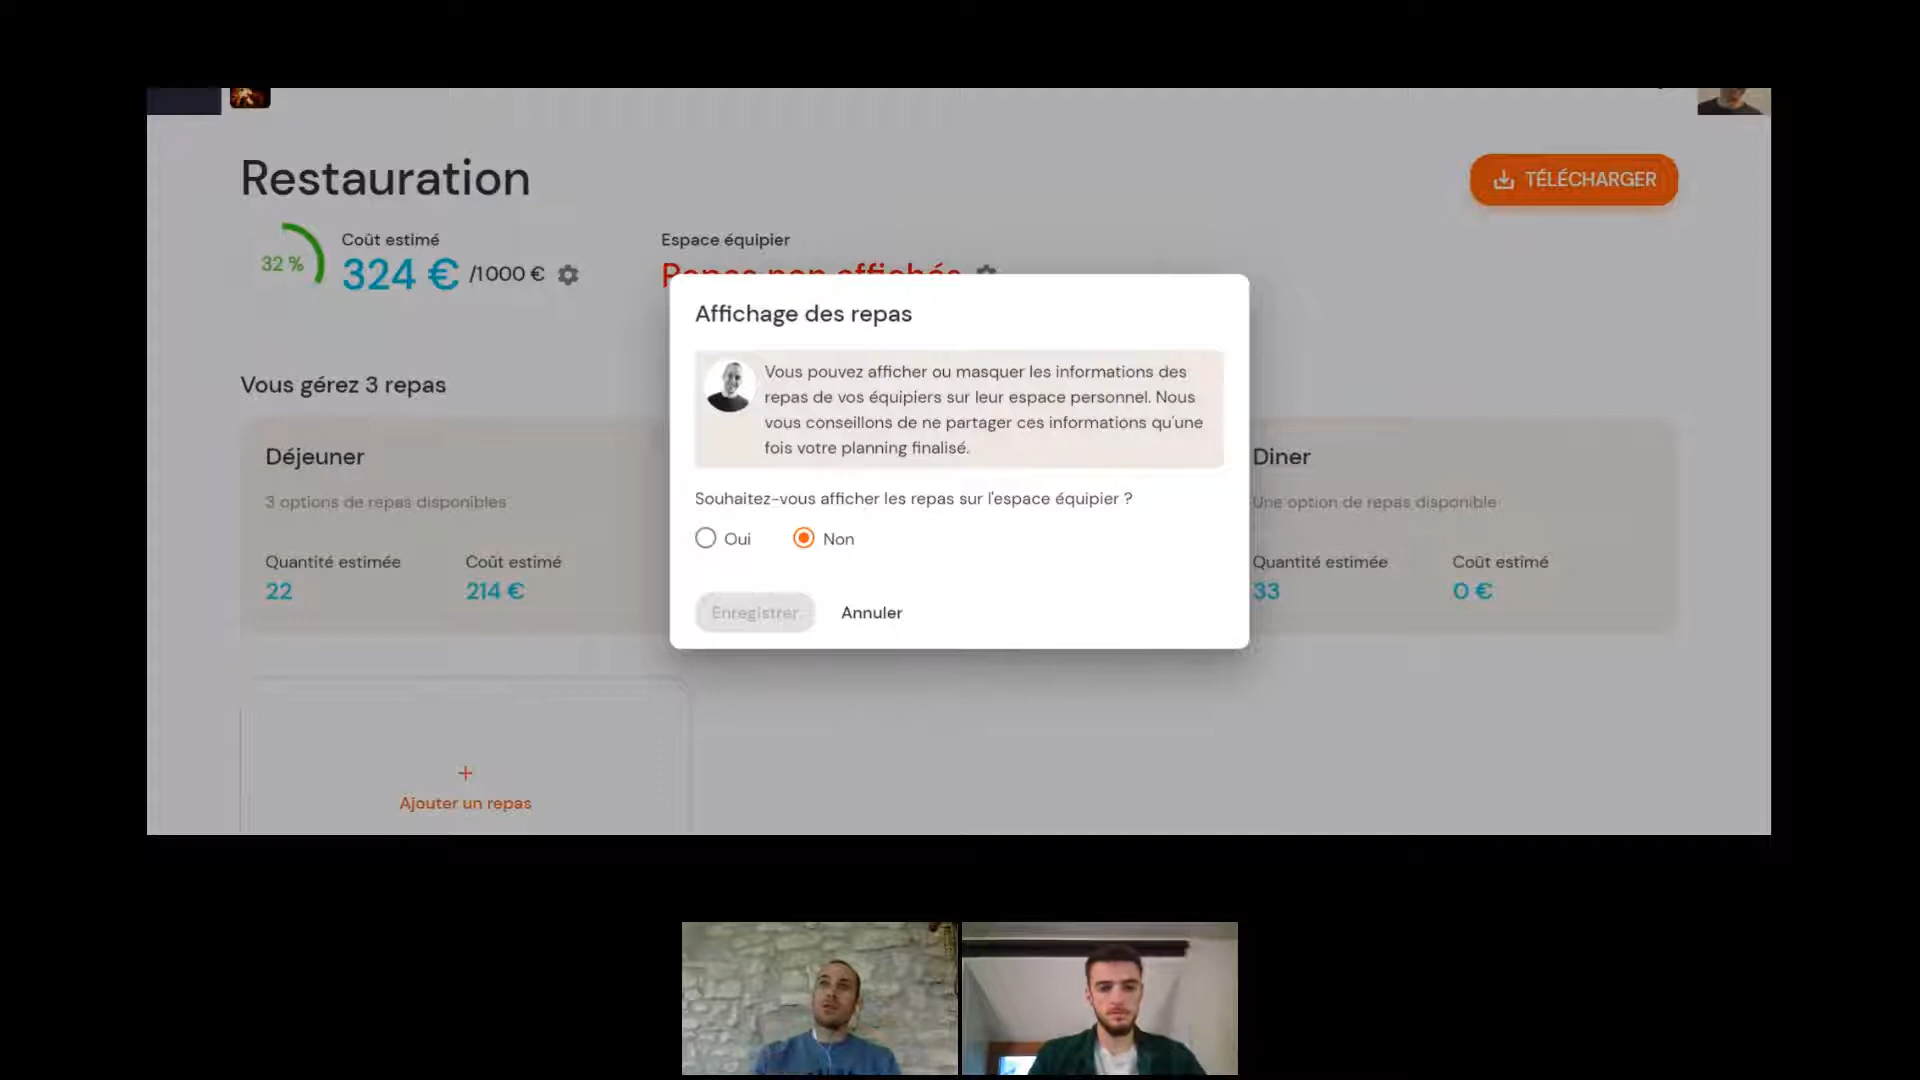 Restauration
TÉLÉCHARGER
32 %
Coût estimé
324 € /1000 €
Espace équipier
Repas non affichés
Affichage des repas
Vous pouvez afficher ou masquer les informations des
repas de vos équipiers sur leur espace personnel. Nous
vous conseillons de ne partager ces informations qu'une
fois votre planning finalisé.
Souhaitez-vous afficher les repas sur l'espace équipier ?
Oui
Non
Enregistrer
Annuler
Vous gérez 3 repas
Déjeuner
3 options de repas disponibles
Quantité estimée
Coût estimé
22
214 €
Diner
Une option de repas disponible
Quantité estimée
Coût estimé
33
0 €
+
Ajouter un repas